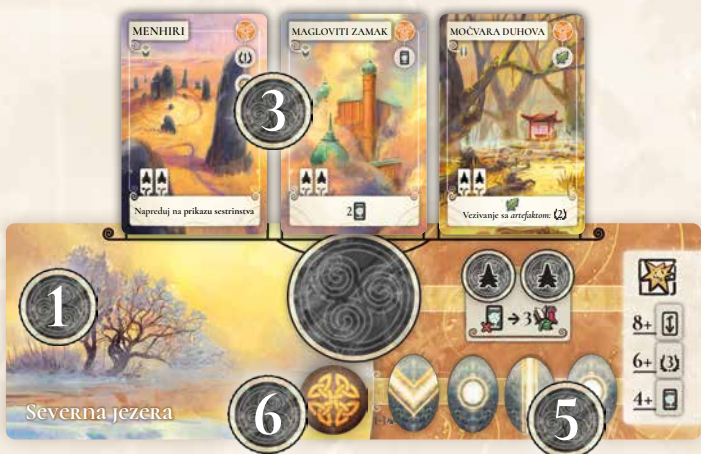 MENHIRI
MAGLOVITI ZAMAK
MOČVARA DUHOVA
3
Napreduj na prikazu sestrinstva
2
Vezivanje sa artefaktom: (2)
1
→ 3
8+
6+ (3)
4+
Severna jezera
6
5